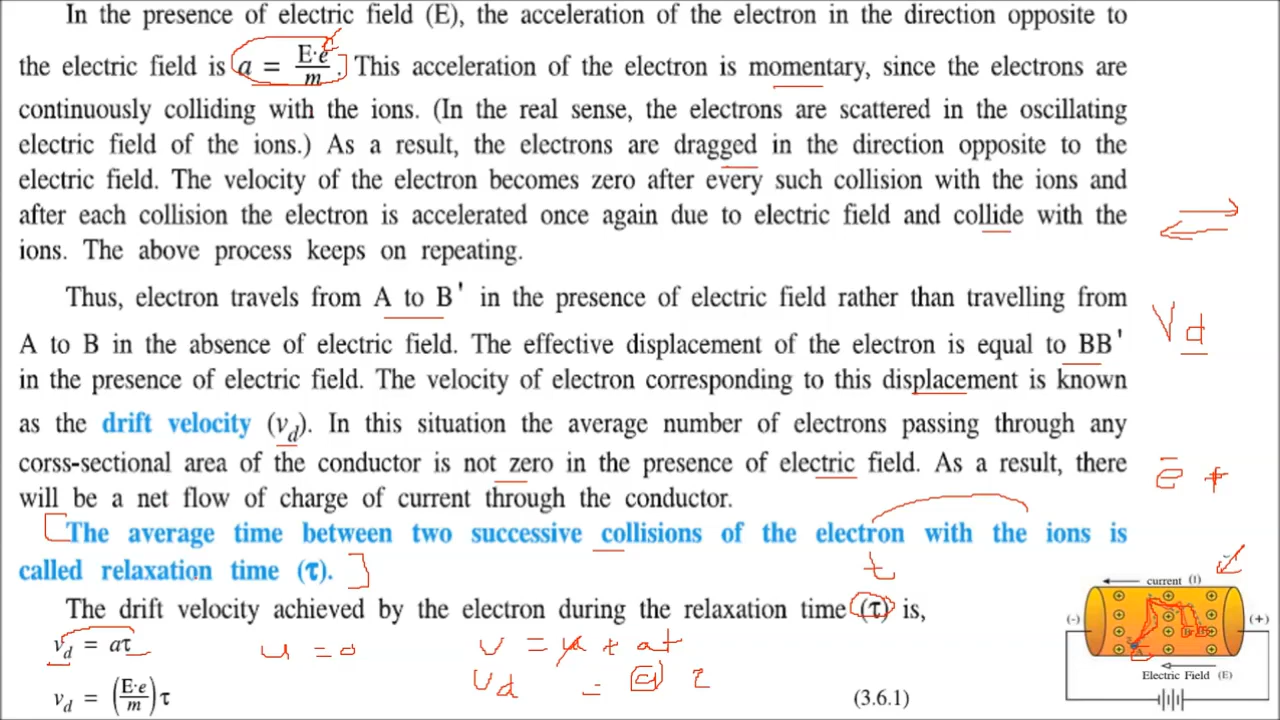 In the presence of electric field (E), the acceleration of the electron in the direction opposite to
the electric field is a = E·e/m. This acceleration of the electron is momentary, since the electrons are
continuously colliding with the ions. (In the real sense, the electrons are scattered in the oscillating
electric field of the ions.) As a result, the electrons are dragged in the direction opposite to the
electric field. The velocity of the electron becomes zero after every such collision with the ions and
after each collision the electron is accelerated once again due to electric field and collide with the
ions. The above process keeps on repeating.
Thus, electron travels from A to B' in the presence of electric field rather than travelling from
A to B in the absence of electric field. The effective displacement of the electron is equal to BB'
in the presence of electric field. The velocity of electron corresponding to this displacement is known
as the drift velocity (v_d). In this situation the average number of electrons passing through any
corss-sectional area of the conductor is not zero in the presence of electric field. As a result, there
will be a net flow of charge of current through the conductor.
The average time between two successive collisions of the electron with the ions is
called relaxation time (τ).
The drift velocity achieved by the electron during the relaxation time (τ) is,
v_d = aτ
v_d = (E·e/m) τ (3.6.1)
V_d
e̅ +
t
u = 0
v = u + at
v_d = a τ
current (I)
(-)
(+)
Electric Field (E)